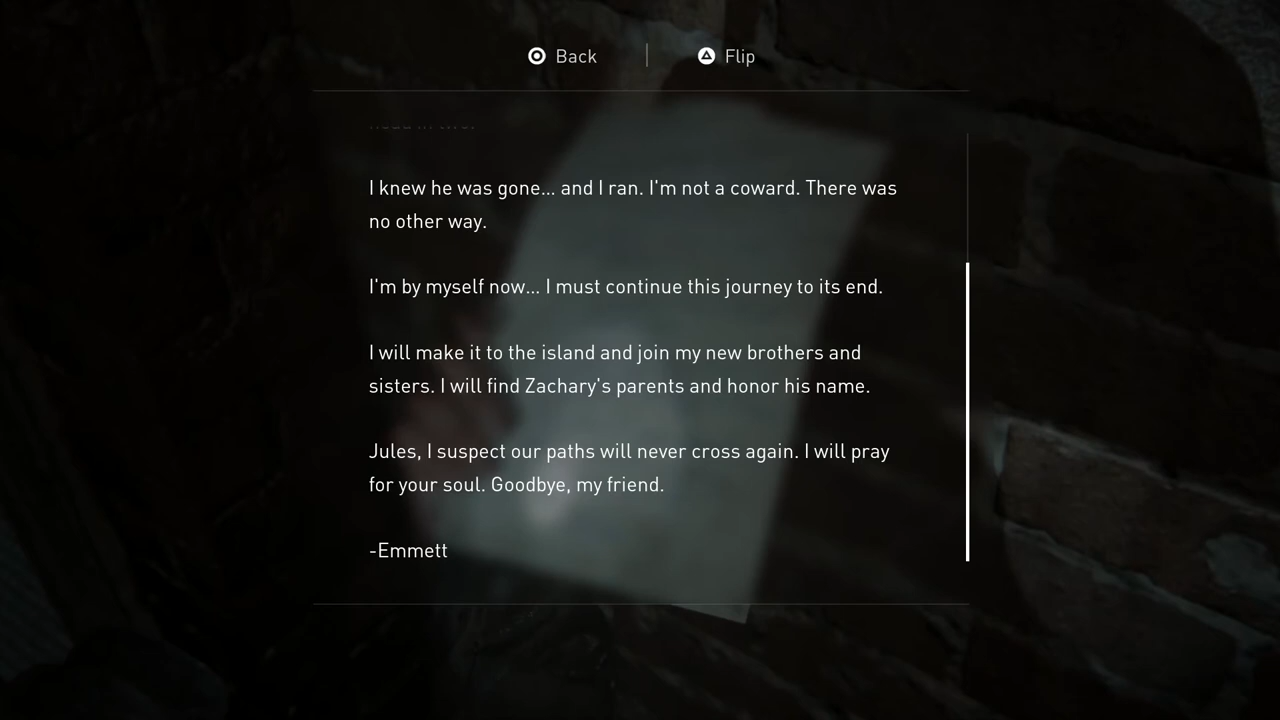 Back
Flip
I knew he was gone... and I ran. I'm not a coward. There was
no other way.
I'm by myself now... I must continue this journey to its end.
I will make it to the island and join my new brothers and
sisters. I will find Zachary's parents and honor his name.
Jules, I suspect our paths will never cross again. I will pray
for your soul. Goodbye, my friend.
-Emmett